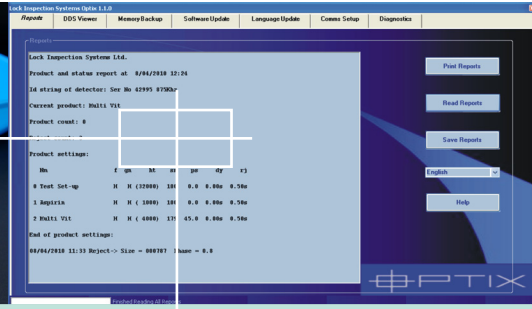 Lock Inspection Systems Optix 1.1.0
Reports DDS Viewer Memory Backup Software Update Language Update Comms Setup Diagnostics
Reports
Lock Inspection Systems Ltd.
Product and status report at 8/04/2010 12:24
Id string of detector: Ser No 42995 875Khz
Current product: Multi Vit
Product count: 0
Product settings:
Nn f gn ht ps dy rj
0 Test Set-up H H (32000) 0.0 0.00s 0.50s
1 Aspirin H H ( 1000) 0.0 0.00s 0.50s
2 Multi Vit H H ( 4000) 45.0 0.00s 0.50s
End of product settings:
08/04/2010 11:33 Reject-> Size = 000707 Phase = 0.0
Print Reports
Read Reports
Save Reports
English
Help
OPTIX
Finished Reading All Reports